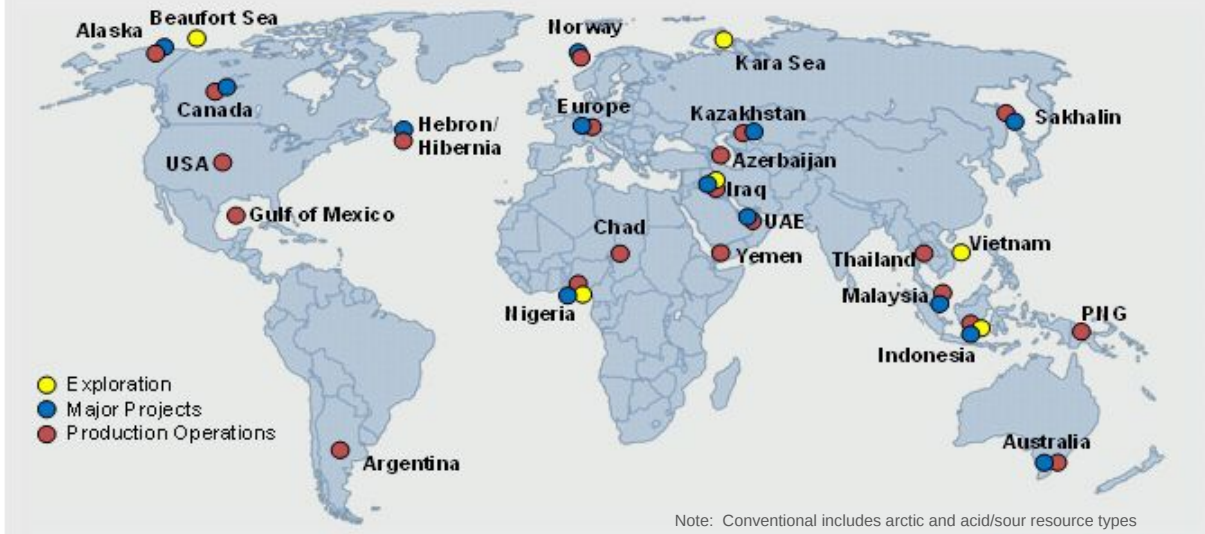 Beaufort Sea
Alaska
Norway
Kara Sea
Canada
Europe
Kazakhstan
Hebron/
Hibernia
Sakhalin
USA
Azerbaijan
Iraq
Gulf of Mexico
UAE
Chad
Yemen
Thailand
Vietnam
Malaysia
Nigeria
PNG
Indonesia
Exploration
Major Projects
Production Operations
Australia
Argentina
Note: Conventional includes arctic and acid/sour resource types